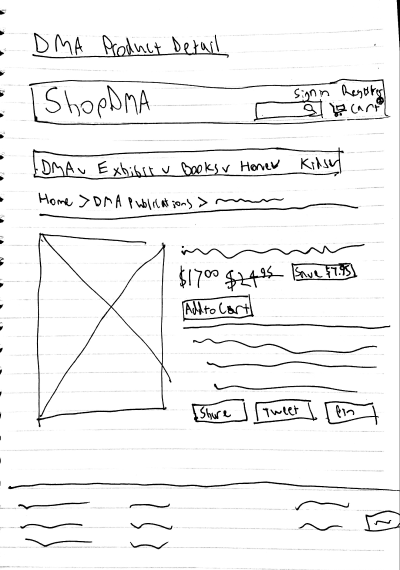 DMA Product Detail
ShopDMA
Sign in Register
Cart
DMA Exhibist Books Home Kids
Home > DMA Publications >
$17.00 $24.95 Save $7.95
Add to Cart
Share Tweet Pin